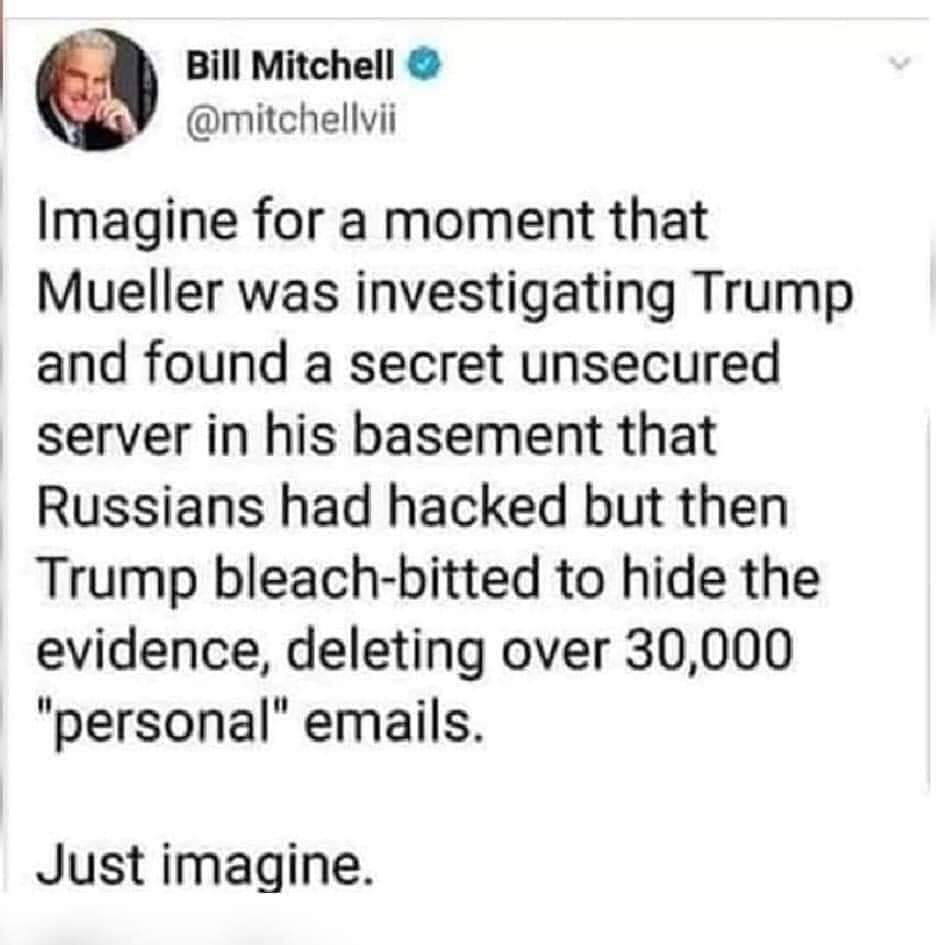 Bill Mitchell
@mitchellvii
Imagine for a moment that
Mueller was investigating Trump
and found a secret unsecured
server in his basement that
Russians had hacked but then
Trump bleach-bitted to hide the
evidence, deleting over 30,000
"personal" emails.
Just imagine.